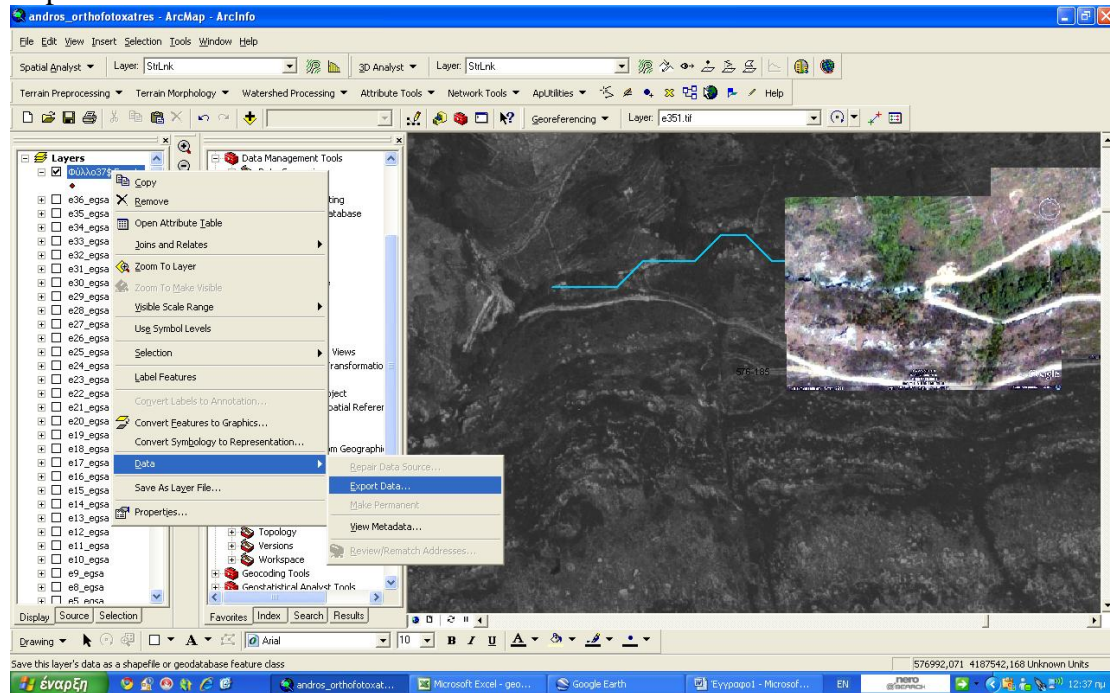 andros_orthofotoxatres - ArcMap - ArcInfo
File Edit View Insert Selection Tools Window Help
Spatial Analyst Layer: StrLnk 3D Analyst Layer: StrLnk
Terrain Preprocessing Terrain Morphology Watershed Processing Attribute Tools Network Tools ApUtilities Help
Georeferencing Layer: e351.tif
Layers
e36_egsa
e35_egsa
e34_egsa
e33_egsa
e32_egsa
e31_egsa
e30_egsa
e29_egsa
e28_egsa
e27_egsa
e26_egsa
e25_egsa
e24_egsa
e23_egsa
e22_egsa
e21_egsa
e20_egsa
e19_egsa
e18_egsa
e17_egsa
e16_egsa
e15_egsa
e14_egsa
e13_egsa
e12_egsa
e11_egsa
e10_egsa
e9_egsa
e8_egsa
e5_egsa
Display Source Selection
Copy
Remove
Open Attribute Table
Joins and Relates
Zoom To Layer
Zoom To Make Visible
Visible Scale Range
Use Symbol Levels
Selection
Label Features
Convert Labels to Annotation...
Convert Features to Graphics...
Convert Symbology to Representation...
Data
Save As Layer File...
Properties...
Repair Data Source...
Export Data...
Make Permanent
View Metadata...
Review/Rematch Addresses...
Data Management Tools
Views
Topology
Versions
Workspace
Geocoding Tools
Geostatistical Analyst Tools
Favorites Index Search Results
576-185
Drawing A Arial 10 B I U A
Save this layer's data as a shapefile or geodatabase feature class
576992,071 4187542,168 Unknown Units
έναρξη andros_orthofotoxat... Microsoft Excel - geo... Google Earth Έγγραφο1 - Microsof... EN nero SEARCH 12:37 πμ